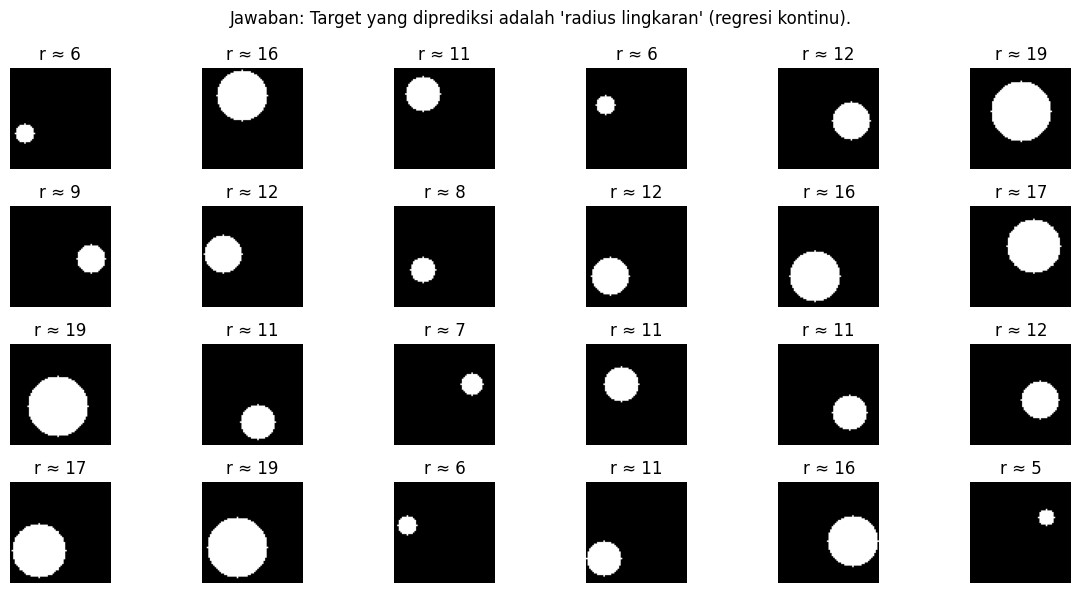 Jawaban: Target yang diprediksi adalah 'radius lingkaran' (regresi kontinu).
r ≈ 6 r ≈ 16 r ≈ 11 r ≈ 6 r ≈ 12 r ≈ 19
r ≈ 9 r ≈ 12 r ≈ 8 r ≈ 12 r ≈ 16 r ≈ 17
r ≈ 19 r ≈ 11 r ≈ 7 r ≈ 11 r ≈ 11 r ≈ 12
r ≈ 17 r ≈ 19 r ≈ 6 r ≈ 11 r ≈ 16 r ≈ 5